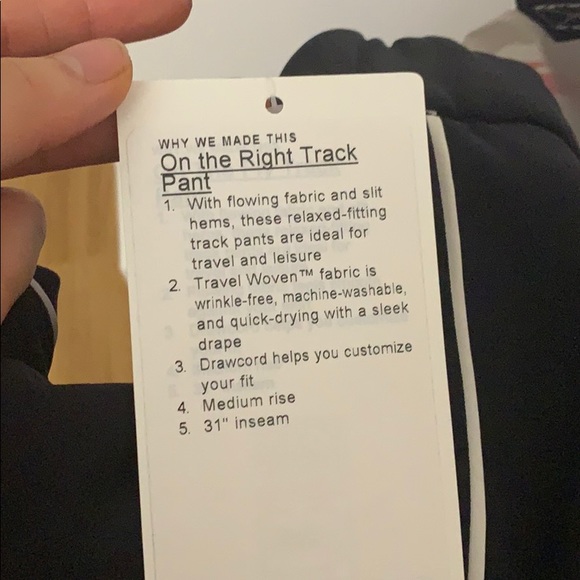 WHY WE MADE THIS
On the Right Track
Pant
1. With flowing fabric and slit
hems, these relaxed-fitting
track pants are ideal for
travel and leisure
2. Travel Woven™ fabric is
wrinkle-free, machine-washable,
and quick-drying with a sleek
drape
3. Drawcord helps you customize
your fit
4. Medium rise
5. 31" inseam